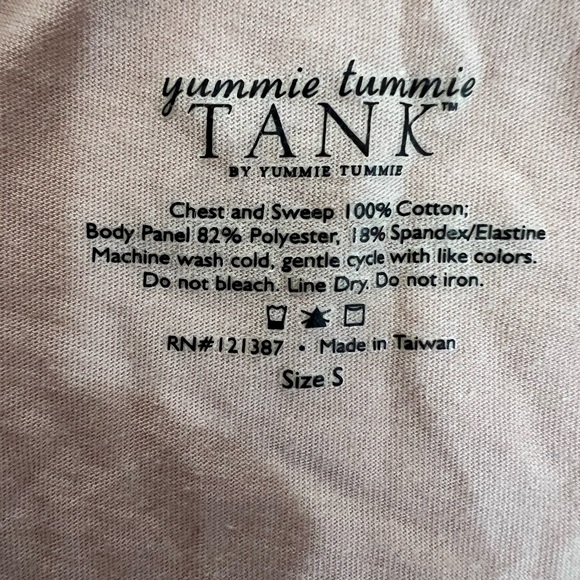 yummie tummie
TANK™
BY YUMMIE TUMMIE
Chest and Sweep 100% Cotton;
Body Panel 82% Polyester, 18% Spandex/Elastine
Machine wash cold, gentle cycle with like colors.
Do not bleach. Line Dry. Do not iron.
RN#121387 • Made in Taiwan
Size S